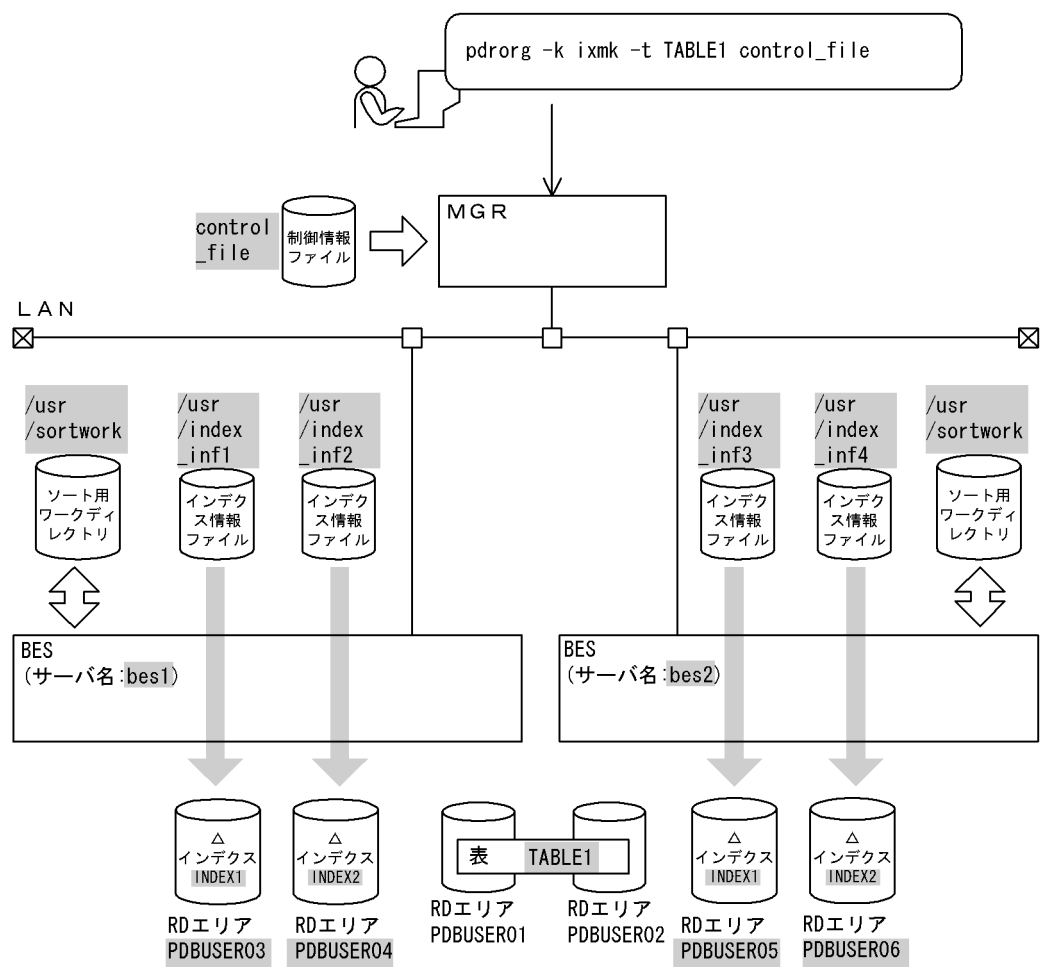 pdrorg -k ixmk -t TABLE1 control_file
MGR
control
_file
制御情報
ファイル
LAN
/usr
/sortwork
/usr
/index
_inf1
/usr
/index
_inf2
/usr
/index
_inf3
/usr
/index
_inf4
/usr
/sortwork
ソート用
ワークディ
レクトリ
インデク
ス情報
ファイル
インデク
ス情報
ファイル
インデク
ス情報
ファイル
インデク
ス情報
ファイル
ソート用
ワークディ
レクトリ
BES
(サーバ名:bes1)
BES
(サーバ名:bes2)
インデクス
INDEX1
インデクス
INDEX2
表 TABLE1
インデクス
INDEX1
インデクス
INDEX2
RDエリア
PDBUSER03
RDエリア
PDBUSER04
RDエリア
PDBUSER01
RDエリア
PDBUSER02
RDエリア
PDBUSER05
RDエリア
PDBUSER06